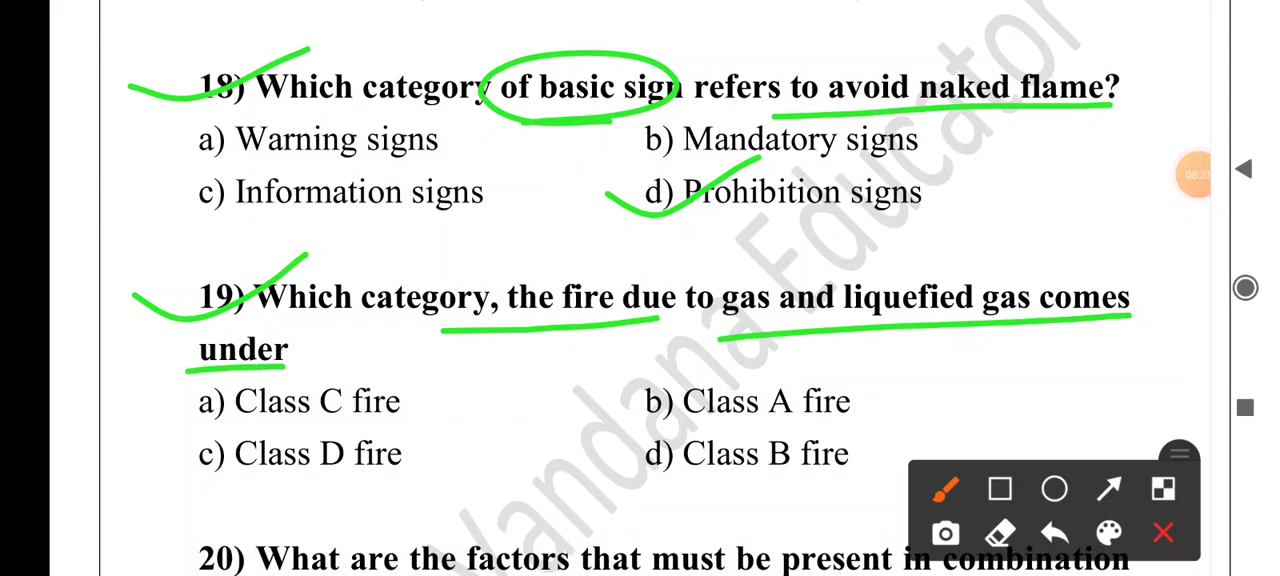 18) Which category of basic sign refers to avoid naked flame?
a) Warning signs b) Mandatory signs
c) Information signs d) Prohibition signs
19) Which category, the fire due to gas and liquefied gas comes
under
a) Class C fire b) Class A fire
c) Class D fire d) Class B fire
20) What are the factors that must be present in combination
Vandana Educator